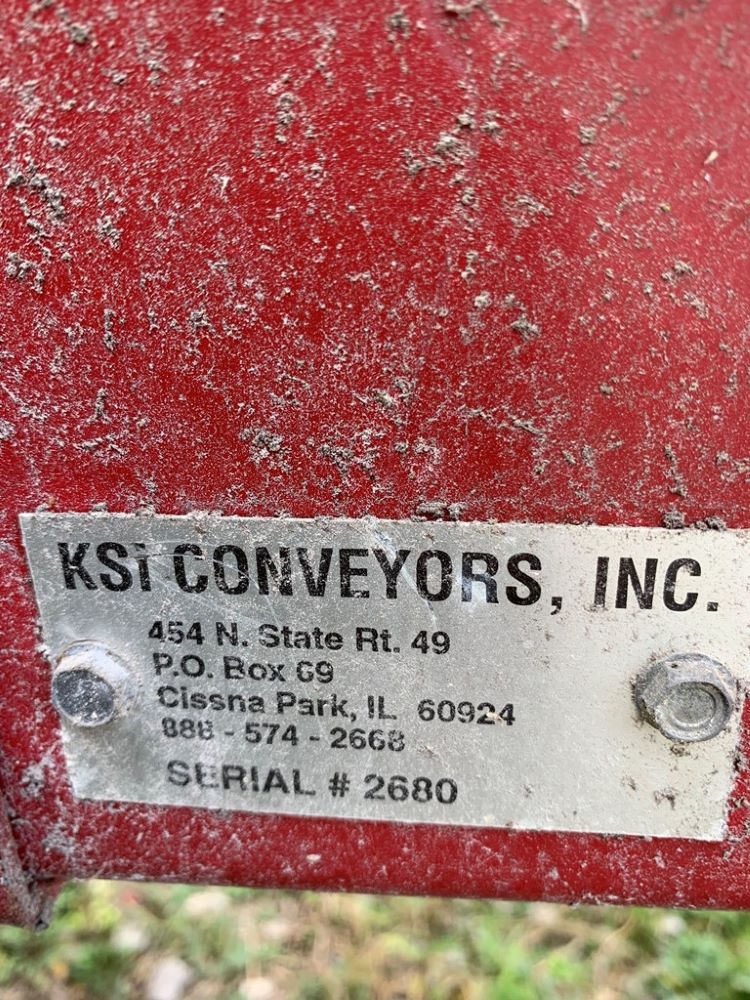 KSI CONVEYORS, INC.
454 N. State Rt. 49
P.O. Box 69
Cissna Park, IL 60924
888 - 574 - 2668
SERIAL # 2680